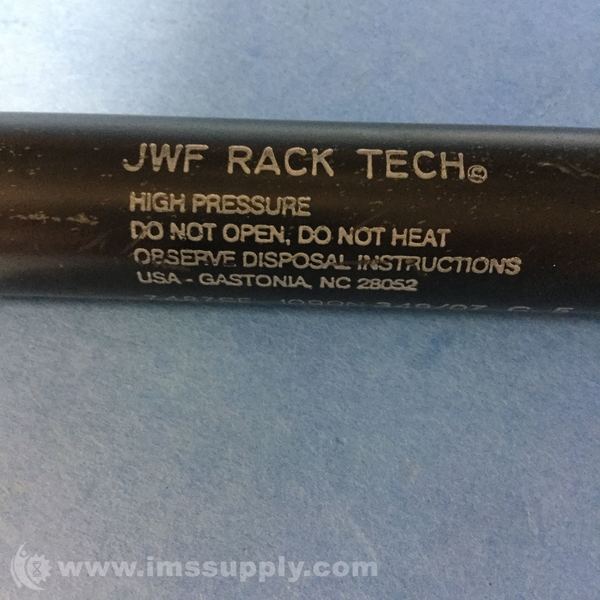 JWF RACK TECH©
HIGH PRESSURE
DO NOT OPEN, DO NOT HEAT
OBSERVE DISPOSAL INSTRUCTIONS
USA - GASTONIA, NC 28052
www.imssupply.com